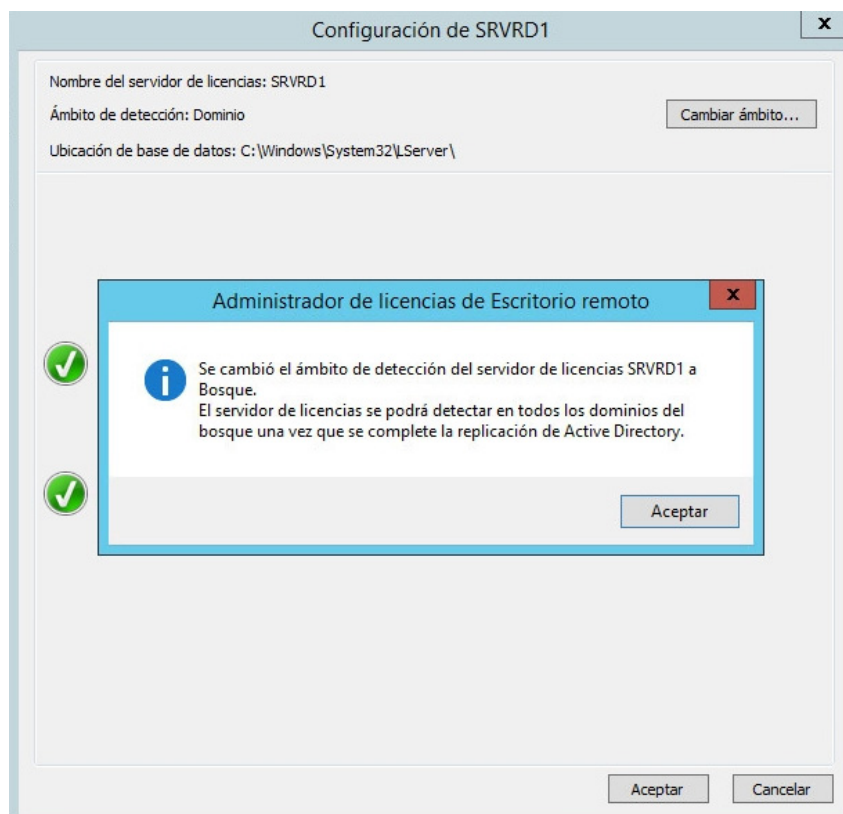 Configuración de SRVRD1
x
Nombre del servidor de licencias: SRVRD1
Ámbito de detección: Dominio
Cambiar ámbito...
Ubicación de base de datos: C:\Windows\System32\LServer\
Administrador de licencias de Escritorio remoto
x
Se cambió el ámbito de detección del servidor de licencias SRVRD1 a
Bosque.
El servidor de licencias se podrá detectar en todos los dominios del
bosque una vez que se complete la replicación de Active Directory.
Aceptar
Aceptar
Cancelar